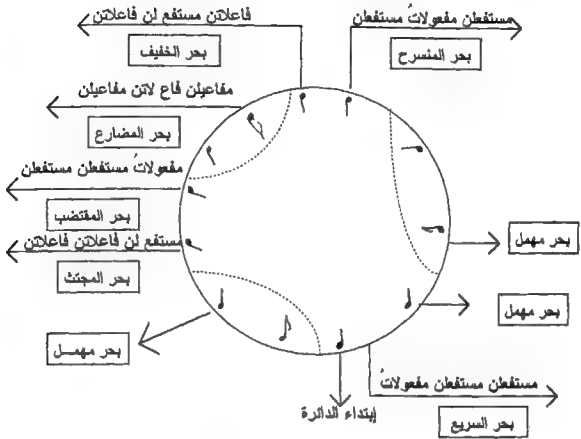 مستفعلن مفعولاتُ مستفعلن
بحر المنسرح
فاعلاتن مستفع لن فاعلاتن
بحر الخفيف
مفاعيلن فاع لاتن مفاعيلن
بحر المضارع
مفعولاتُ مستفعلن مستفعلن
بحر المقتضب
مستفع لن فاعلاتن فاعلاتن
بحر المجتث
بحر مهمـــل
بحر مهمل
بحر مهمل
إبتداء الدائرة
مستفعلن مستفعلن مفعولاتُ
بحر السريع